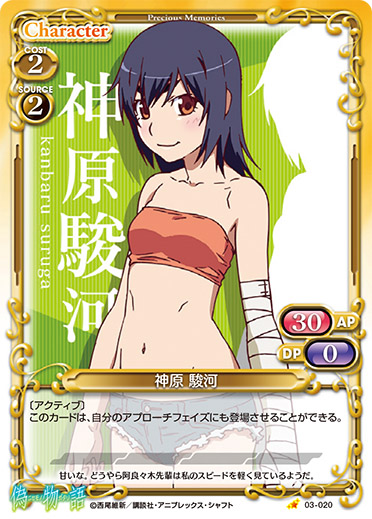 Precious Memories
Character
COST
2
SOURCE
2
神原駿河
kanbaru suruga
30 AP
DP 0
神原 駿河
[アクティブ]
このカードは、自分のアプローチフェイズにも登場させることができる。
甘いな。どうやら阿良々木先輩は私のスピードを軽く見ているようだ。
偽物語
©西尾維新/講談社・アニプレックス・シャフト
03-020